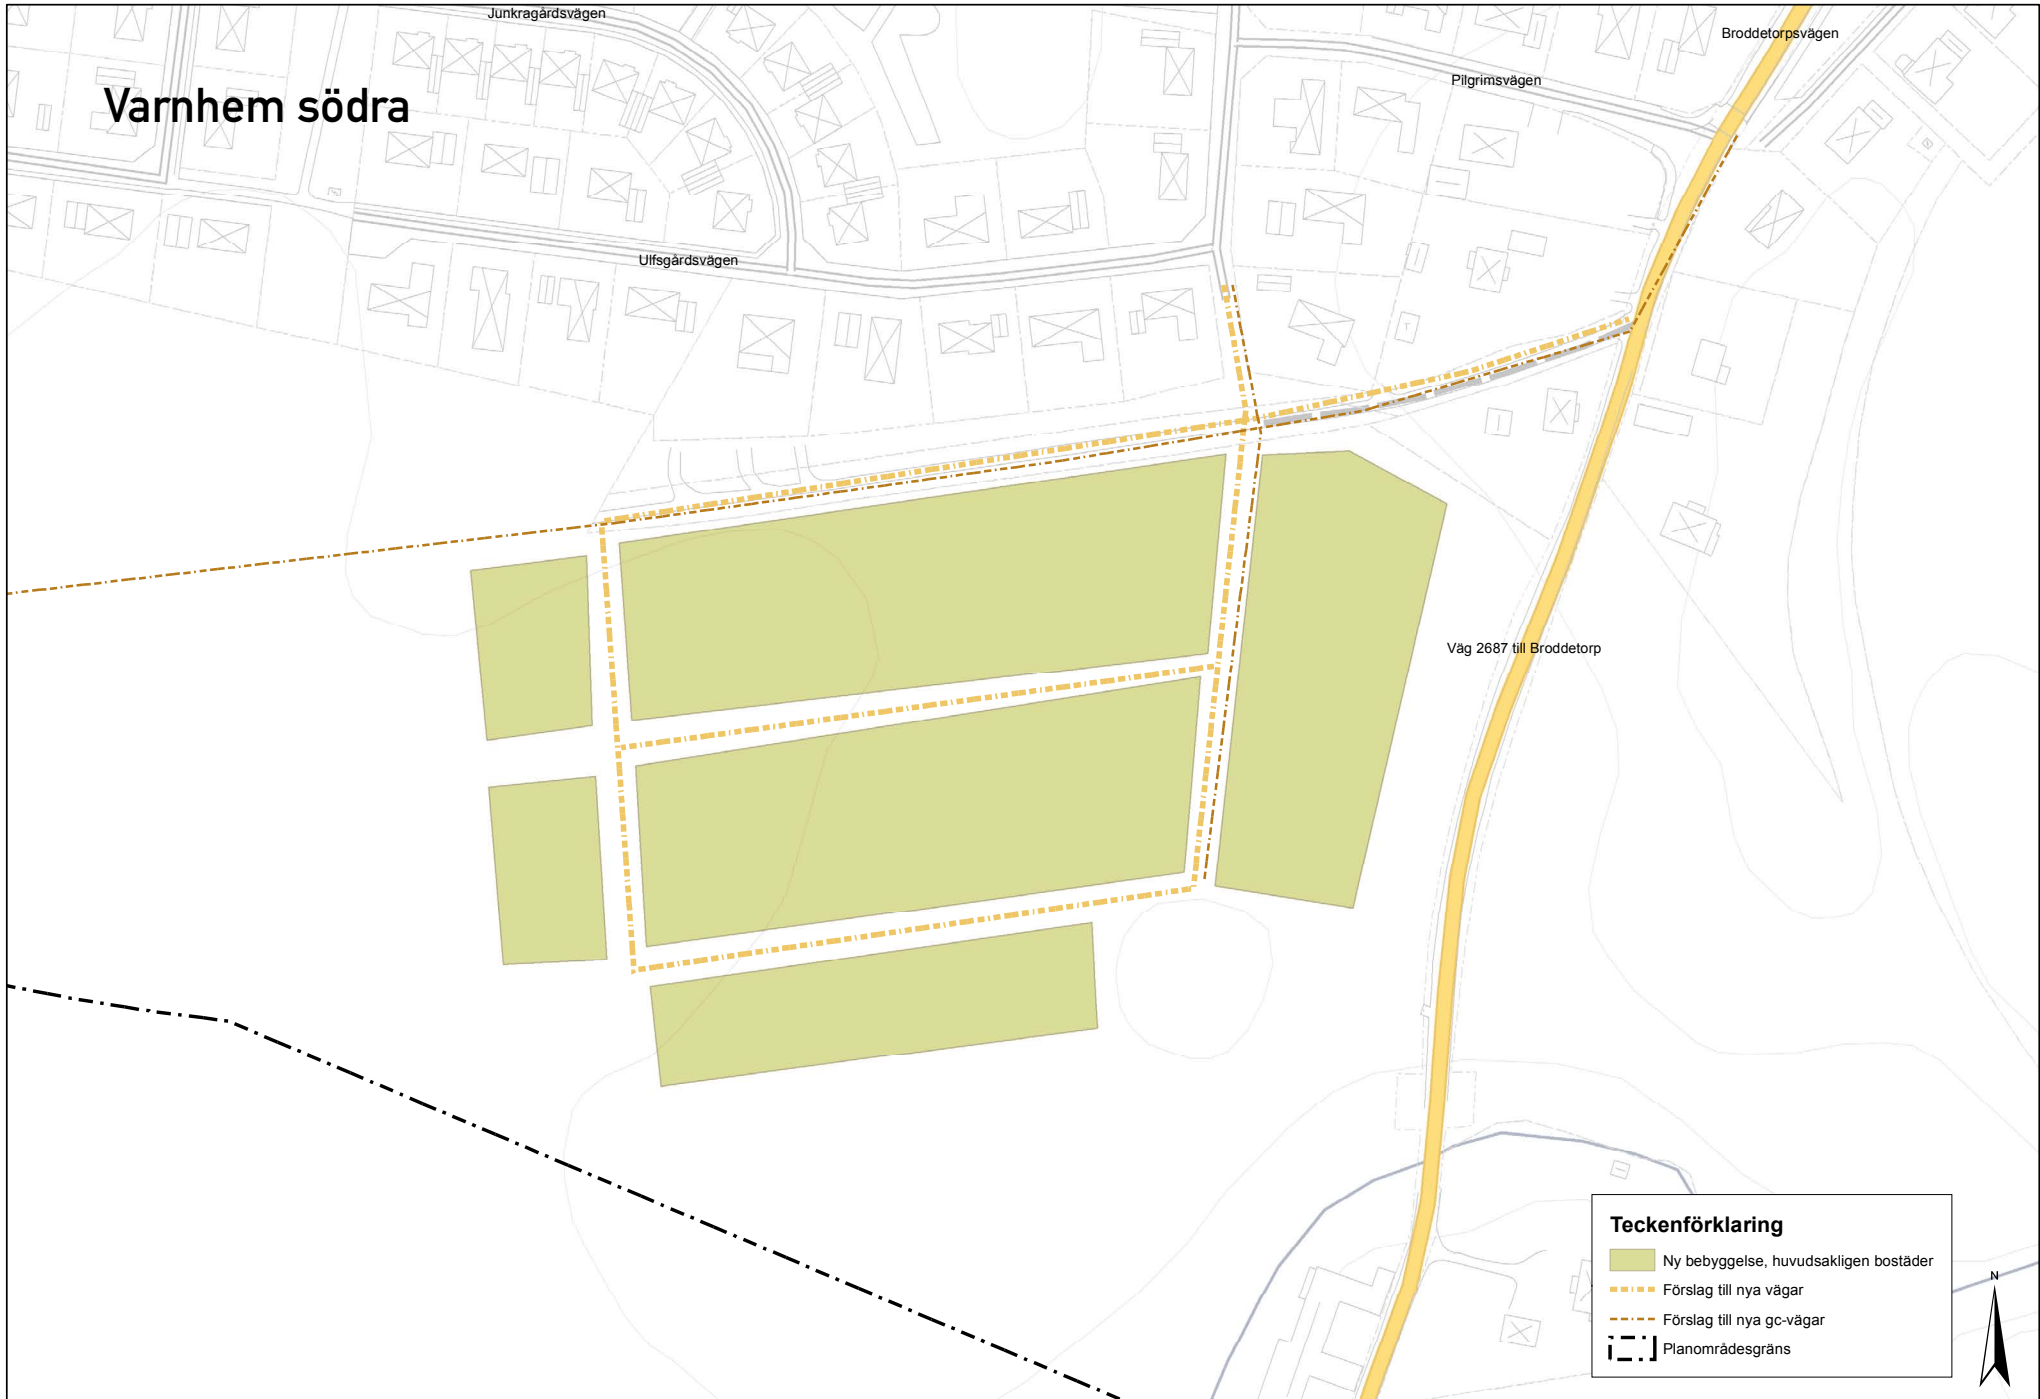 Junkragårdsvägen
Broddetorpsvägen
Pilgrimsvägen
Varnhem södra
Ulfsgårdsvägen
Väg 2687 till Broddetorp
Teckenförklaring
Ny bebyggelse, huvudsakligen bostäder
Förslag till nya vägar
Förslag till nya gc-vägar
Planområdesgräns
N